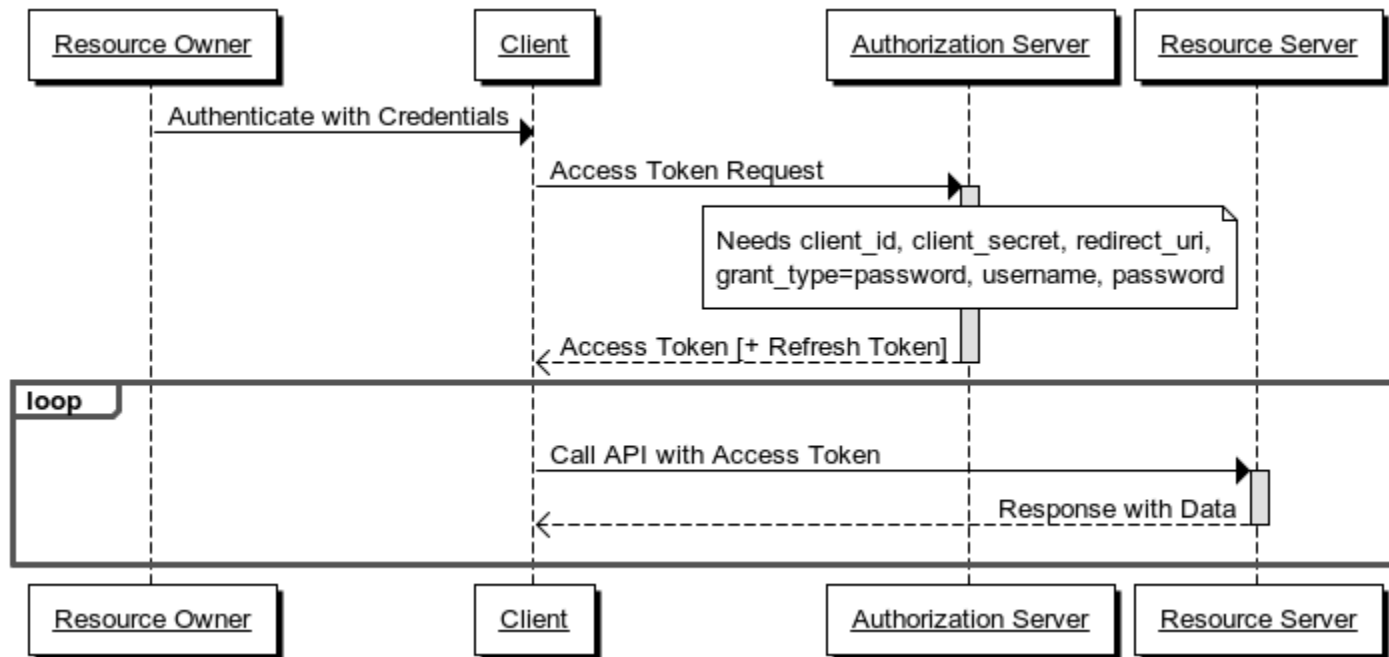 Resource Owner
Client
Authorization Server
Resource Server
Authenticate with Credentials
Access Token Request
Needs client_id, client_secret, redirect_uri,
grant_type=password, username, password
Access Token [+ Refresh Token]
loop
Call API with Access Token
Response with Data
Resource Owner
Client
Authorization Server
Resource Server